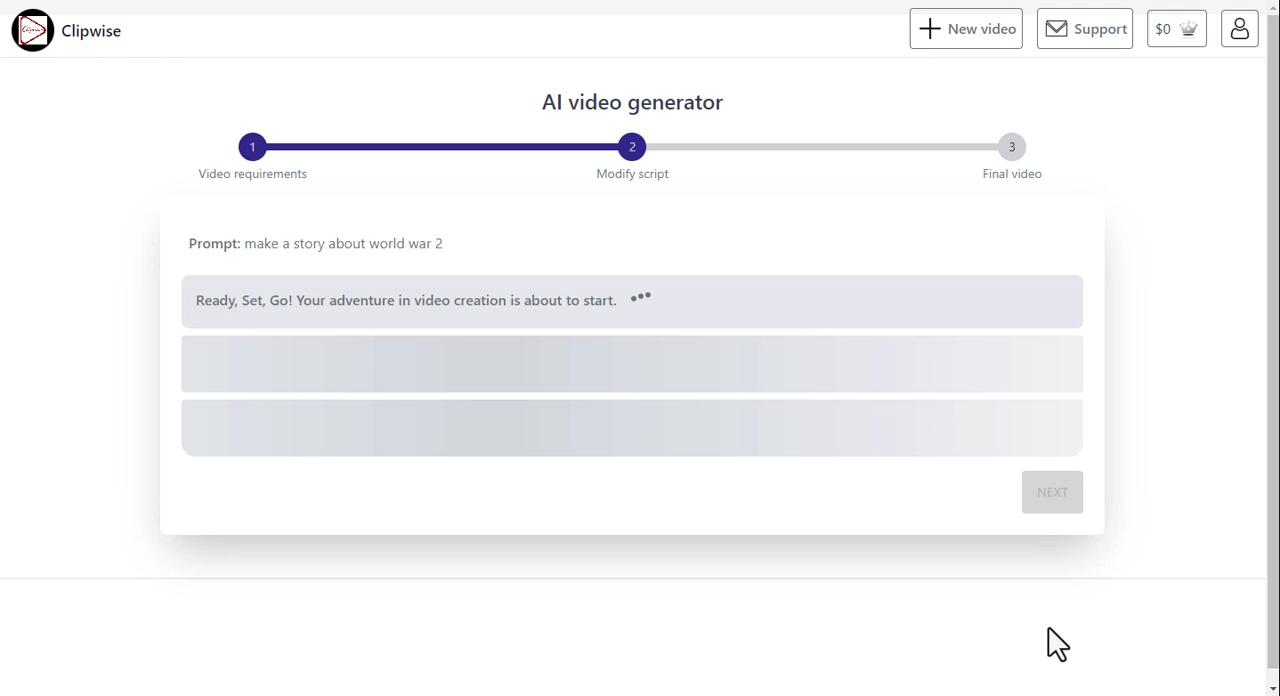 Clipwise
New video
Support
$0
AI video generator
1
2
3
Video requirements
Modify script
Final video
Prompt: make a story about world war 2
Ready, Set, Go! Your adventure in video creation is about to start.
NEXT